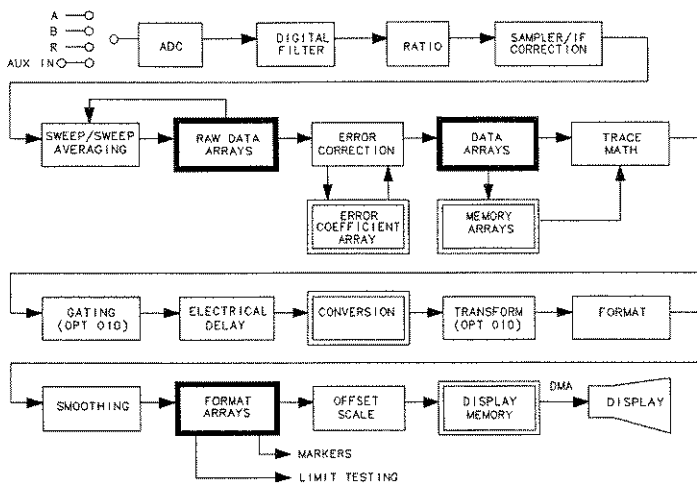 A
B
R
AUX IN
ADC
DIGITAL
FILTER
RATIO
SAMPLER/IF
CORRECTION
SWEEP/SWEEP
AVERAGING
RAW DATA
ARRAYS
ERROR
CORRECTION
DATA
ARRAYS
TRACE
MATH
ERROR
COEFFICIENT
ARRAY
MEMORY
ARRAYS
GATING
(OPT 010)
ELECTRICAL
DELAY
CONVERSION
TRANSFORM
(OPT 010)
FORMAT
SMOOTHING
FORMAT
ARRAYS
OFFSET
SCALE
DISPLAY
MEMORY
DMA
DISPLAY
MARKERS
LIMIT TESTING